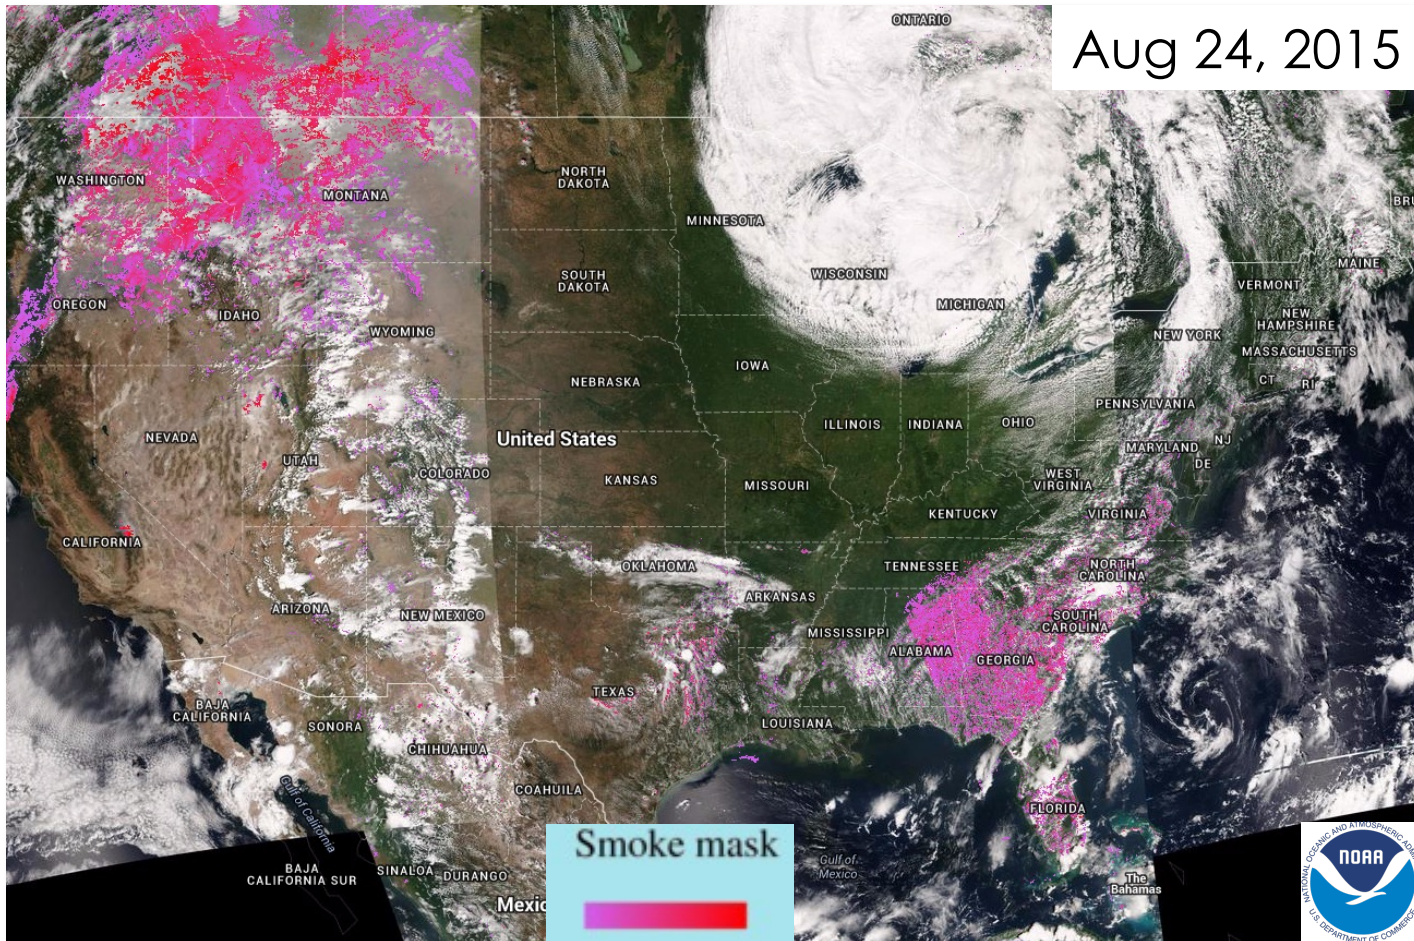 ONTARIO
Aug 24, 2015
WASHINGTON
MONTANA
NORTH
DAKOTA
MINNESOTA
BRU
WISCONSIN
MICHIGAN
MAINE
VERMONT
SOUTH
DAKOTA
OREGON
IDAHO
WYOMING
NEW
HAMPSHIRE
NEW YORK
MASSACHUSETTS
CT
RI
IOWA
NEBRASKA
PENNSYLVANIA
NEVADA
United States
ILLINOIS
INDIANA
OHIO
NJ
MARYLAND
DE
UTAH
COLORADO
KANSAS
MISSOURI
WEST
VIRGINIA
KENTUCKY
VIRGINIA
CALIFORNIA
OKLAHOMA
TENNESSEE
NORTH
CAROLINA
ARKANSAS
ARIZONA
NEW MEXICO
SOUTH
CAROLINA
MISSISSIPPI
ALABAMA
GEORGIA
TEXAS
BAJA
CALIFORNIA
SONORA
LOUISIANA
CHIHUAHUA
COAHUILA
Gulf of California
FLORIDA
Smoke mask
Gulf of
Mexico
BAJA
CALIFORNIA SUR
SINALOA
DURANGO
The
Bahamas
Mexic
NATIONAL OCEANIC AND ATMOSPHERIC ADM
NOAA
U.S. DEPARTMENT OF COMMERCE